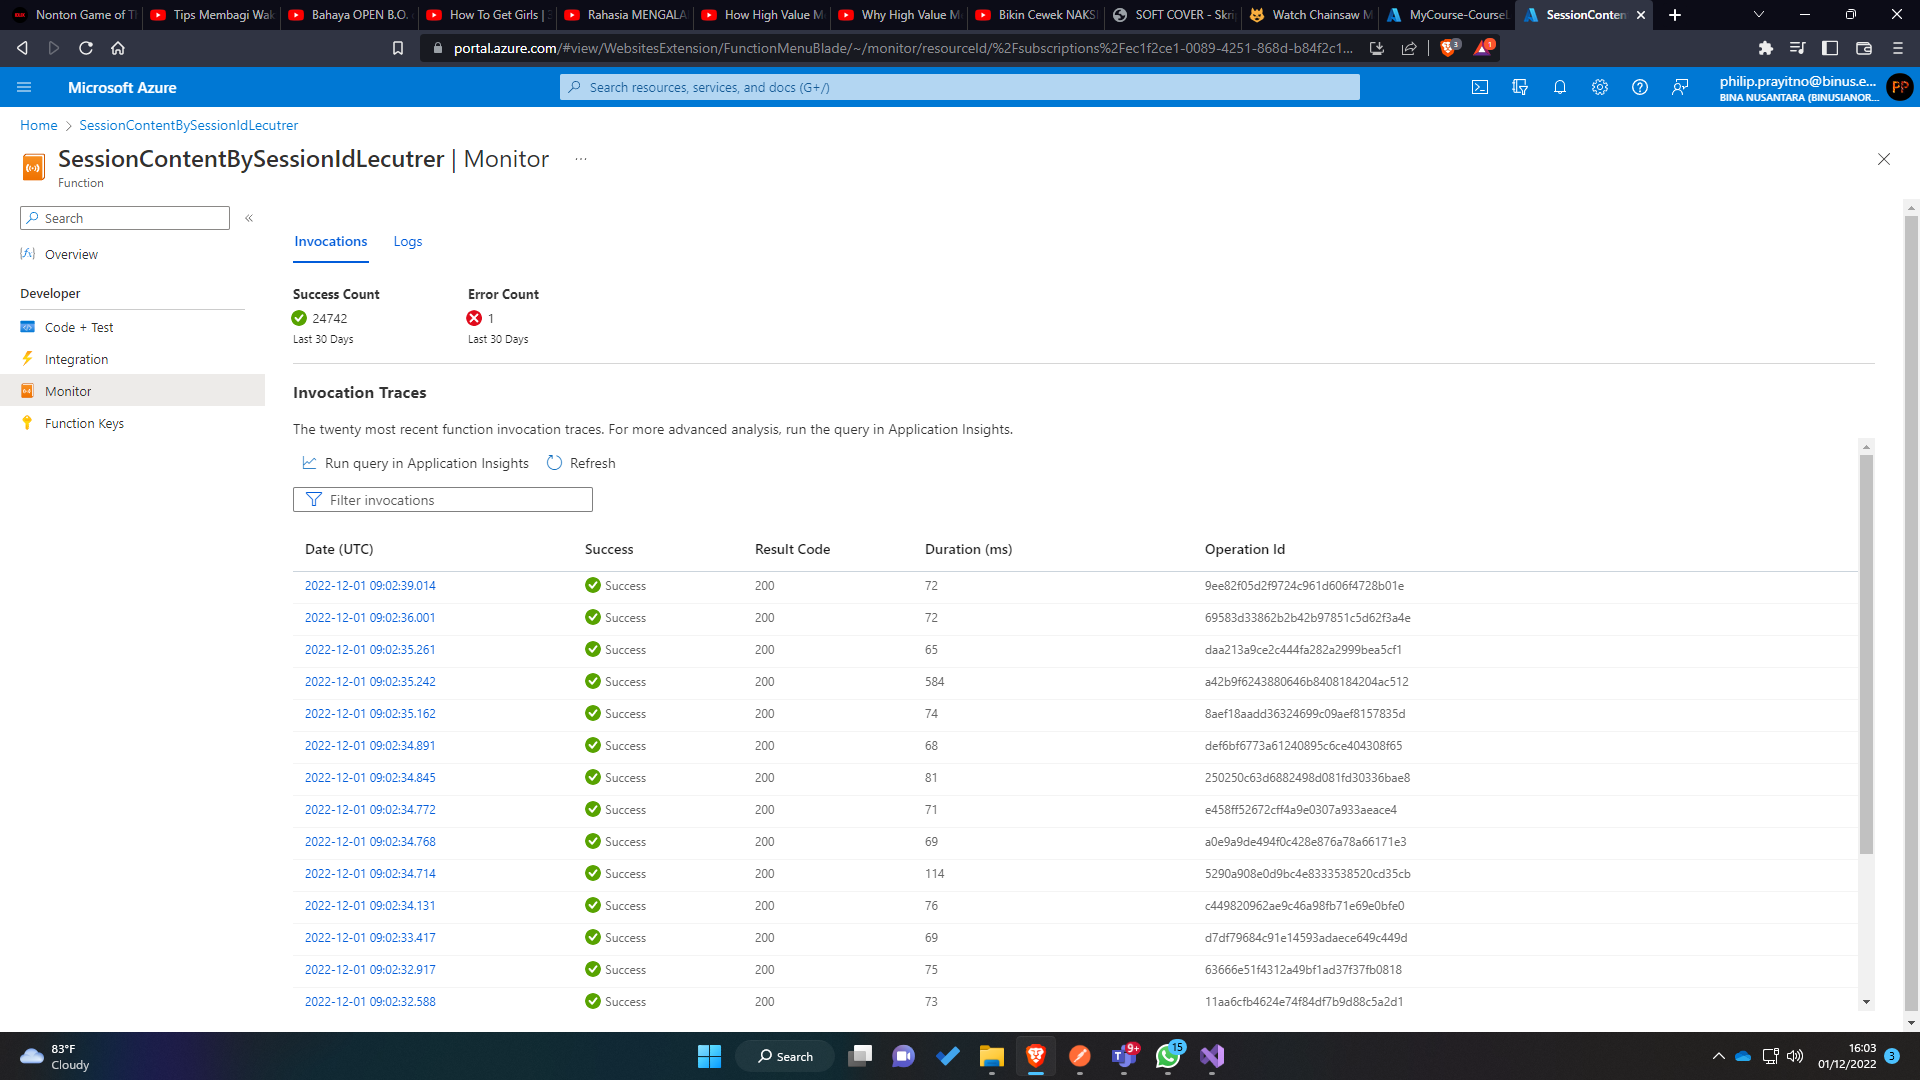 Nonton Game of Th
Tips Membagi Wak
Bahaya OPEN B.O.
How To Get Girls | 3
Rahasia MENGALA
How High Value M
Why High Value M
Bikin Cewek NAKS
SOFT COVER - Skrip
Watch Chainsaw M
MyCourse-CourseL
SessionConten
portal.azure.com/#view/WebsitesExtension/FunctionMenuBlade/~/monitor/resourceId/%2Fsubscriptions%2Fec1f2ce1-0089-4251-868d-b84f2c1...
3
1
Microsoft Azure
Search resources, services, and docs (G+/)
philip.prayitno@binus.e...
BINA NUSANTARA (BINUSIANOR...
PP
Home > SessionContentBySessionIdLecutrer
SessionContentBySessionIdLecutrer | Monitor ...
Function
Search «
Overview
Developer
Code + Test
Integration
Monitor
Function Keys
Invocations Logs
Success Count Error Count
24742 1
Last 30 Days Last 30 Days
Invocation Traces
The twenty most recent function invocation traces. For more advanced analysis, run the query in Application Insights.
Run query in Application Insights Refresh
Filter invocations
Date (UTC) Success Result Code Duration (ms) Operation Id
2022-12-01 09:02:39.014 Success 200 72 9ee82f05d2f9724c961d606f4728b01e
2022-12-01 09:02:36.001 Success 200 72 69583d33862b2b42b97851c5d62f3a4e
2022-12-01 09:02:35.261 Success 200 65 daa213a9ce2c444fa282a2999bea5cf1
2022-12-01 09:02:35.242 Success 200 584 a42b9f6243880646b8408184204ac512
2022-12-01 09:02:35.162 Success 200 74 8aef18aadd36324699c09aef8157835d
2022-12-01 09:02:34.891 Success 200 68 def6bf6773a61240895c6ce404308f65
2022-12-01 09:02:34.845 Success 200 81 250250c63d6882498d081fd30336bae8
2022-12-01 09:02:34.772 Success 200 71 e458ff52672cff4a9e0307a933aeace4
2022-12-01 09:02:34.768 Success 200 69 a0e9a9de494f0c428e876a78a66171e3
2022-12-01 09:02:34.714 Success 200 114 5290a908e0d9bc4e8333538520cd35cb
2022-12-01 09:02:34.131 Success 200 76 c449820962ae9c46a98fb71e69e0bfe0
2022-12-01 09:02:33.417 Success 200 69 d7df79684c91e14593adaece649c449d
2022-12-01 09:02:32.917 Success 200 75 63666e51f4312a49bf1ad37f37fb0818
2022-12-01 09:02:32.588 Success 200 73 11aa6cfb4624e74f84df7b9d88c5a2d1
83°F
Cloudy
Search
9+
15
16:03
01/12/2022
3